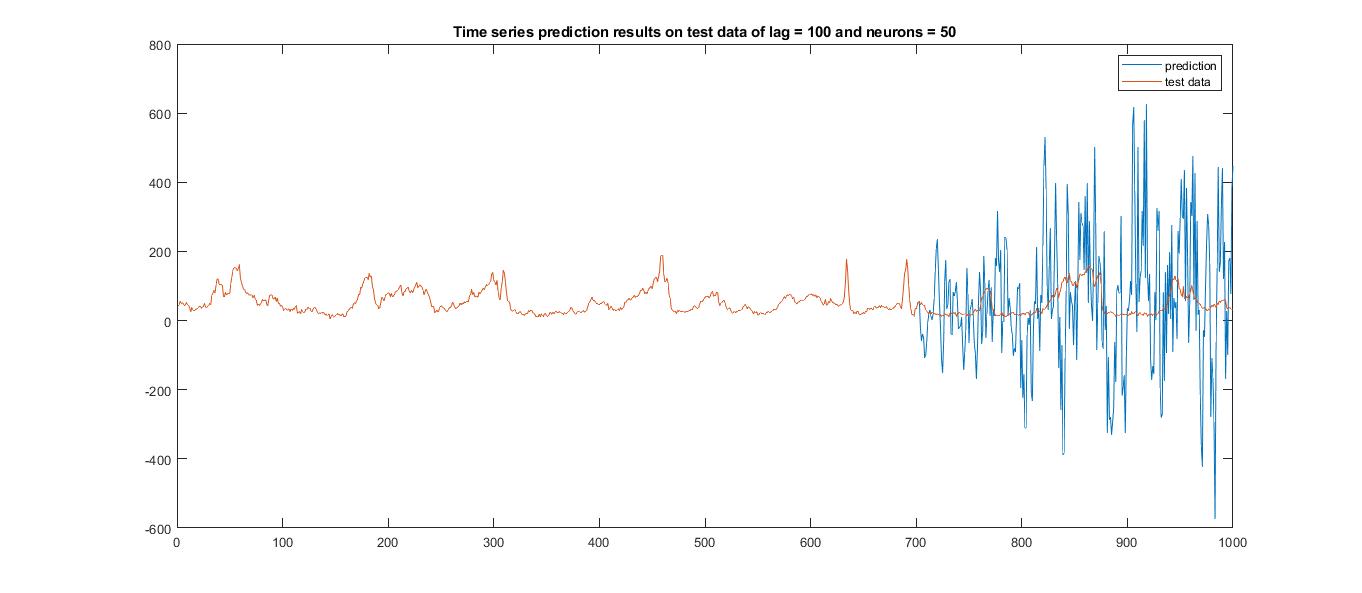 Time series prediction results on test data of lag = 100 and neurons = 50
800
prediction
test data
600
400
200
0
-200
-400
-600
0 100 200 300 400 500 600 700 800 900 1000